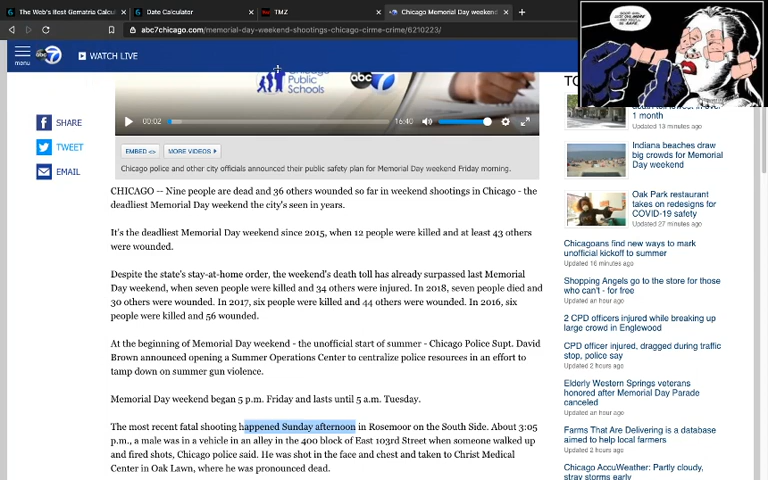 The Web's Best Gematria Calcul
Date Calculator
TMZ
Chicago Memorial Day weekend
abc7chicago.com/memorial-day-weekend-shootings-chicago-cirme-crime/6210223/
menu
abc 7
WATCH LIVE
Chicago
Public
Schools
abc 7
00:02
16:40
SHARE
TWEET
EMAIL
EMBED <>
MORE VIDEOS
Chicago police and other city officials announced their public safety plan for Memorial Day weekend Friday morning.
CHICAGO -- Nine people are dead and 36 others wounded so far in weekend shootings in Chicago - the
deadliest Memorial Day weekend the city's seen in years.
It's the deadliest Memorial Day weekend since 2015, when 12 people were killed and at least 43 others
were wounded.
Despite the state's stay-at-home order, the weekend's death toll has already surpassed last Memorial
Day weekend, when seven people were killed and 34 others were injured. In 2018, seven people died and
30 others were wounded. In 2017, six people were killed and 44 others were wounded. In 2016, six
people were killed and 56 wounded.
At the beginning of Memorial Day weekend - the unofficial start of summer - Chicago Police Supt. David
Brown announced opening a Summer Operations Center to centralize police resources in an effort to
tamp down on summer gun violence.
Memorial Day weekend began 5 p.m. Friday and lasts until 5 a.m. Tuesday.
The most recent fatal shooting happened Sunday afternoon in Rosemoor on the South Side. About 3:05
p.m., a male was in a vehicle in an alley in the 400 block of East 103rd Street when someone walked up
and fired shots, Chicago police said. He was shot in the face and chest and taken to Christ Medical
Center in Oak Lawn, where he was pronounced dead.
TO
1 month
Updated 13 minutes ago
Indiana beaches draw
big crowds for Memorial
Day weekend
Oak Park restaurant
takes on redesigns for
COVID-19 safety
Updated 27 minutes ago
Chicagoans find new ways to mark
unofficial kickoff to summer
Updated 16 minutes ago
Shopping Angels go to the store for those
who can't - for free
Updated an hour ago
2 CPD officers injured while breaking up
large crowd in Englewood
CPD officer injured, dragged during traffic
stop, police say
Updated 2 hours ago
Elderly Western Springs veterans
honored after Memorial Day Parade
canceled
Updated an hour ago
Farms That Are Delivering is a database
aimed to help local farmers
Updated 2 hours ago
Chicago AccuWeather: Partly cloudy,
stray storms early